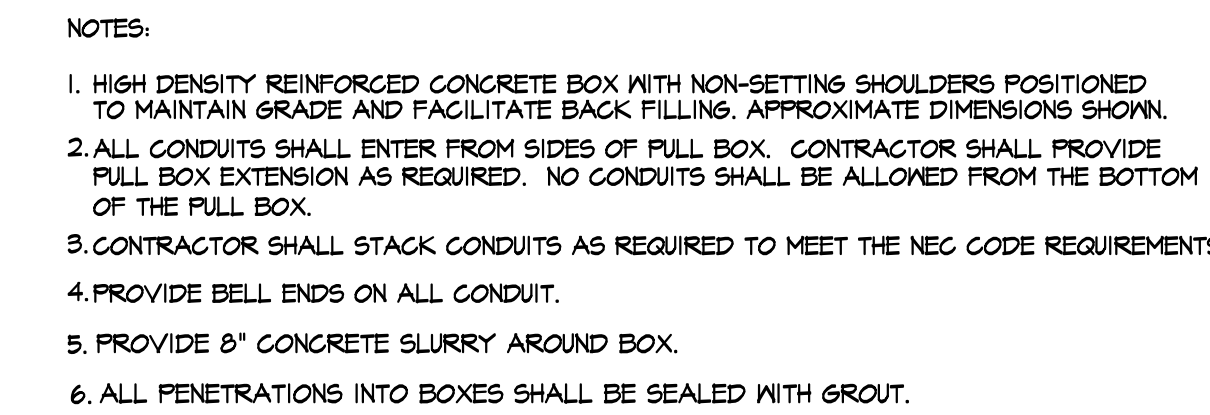 NOTES:
1. HIGH DENSITY REINFORCED CONCRETE BOX WITH NON-SETTING SHOULDERS POSITIONED
TO MAINTAIN GRADE AND FACILITATE BACK FILLING. APPROXIMATE DIMENSIONS SHOWN.
2. ALL CONDUITS SHALL ENTER FROM SIDES OF PULL BOX. CONTRACTOR SHALL PROVIDE
PULL BOX EXTENSION AS REQUIRED. NO CONDUITS SHALL BE ALLOWED FROM THE BOTTOM
OF THE PULL BOX.
3. CONTRACTOR SHALL STACK CONDUITS AS REQUIRED TO MEET THE NEC CODE REQUIREMENTS
4. PROVIDE BELL ENDS ON ALL CONDUIT.
5. PROVIDE 8" CONCRETE SLURRY AROUND BOX.
6. ALL PENETRATIONS INTO BOXES SHALL BE SEALED WITH GROUT.